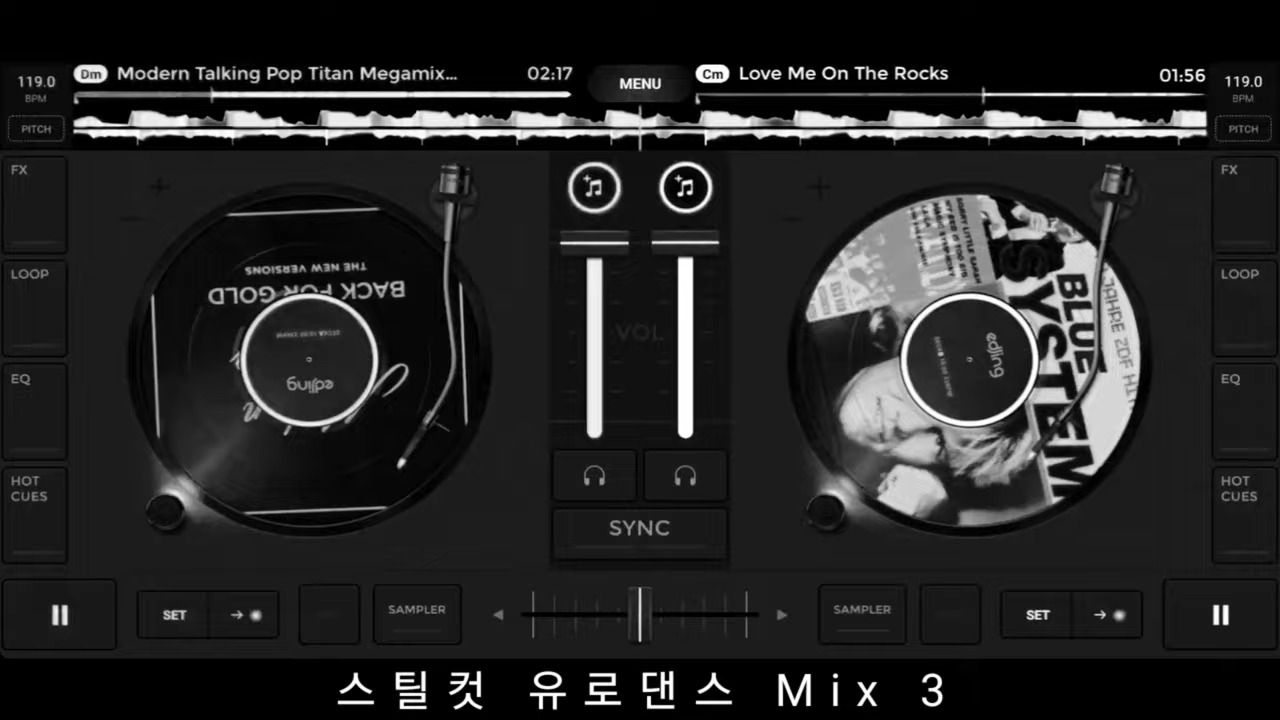 119.0
BPM
PITCH
Dm Modern Talking Pop Titan Megamix... 02:17
MENU
Cm Love Me On The Rocks 01:56
119.0
BPM
PITCH
FX
LOOP
EQ
HOT
CUES
BACK FOR GOLD
THE NEW VERSIONS
edjing
VOL
SYNC
BLUE
SYSTEM
JAHRE ZDF HIT
edjing
FX
LOOP
EQ
HOT
CUES
SET
SAMPLER
SAMPLER
SET
스틸컷 유로댄스 Mix 3